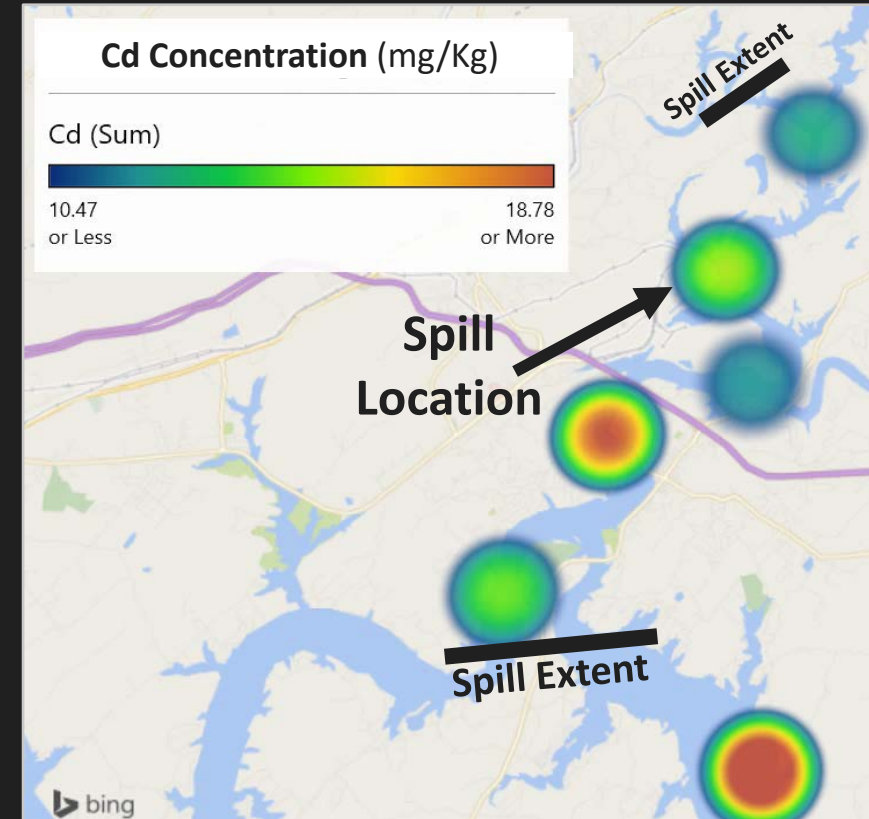 Cd Concentration (mg/Kg)
Cd (Sum)
10.47
or Less
18.78
or More
Spill Extent
Spill
Location
Spill Extent
bing